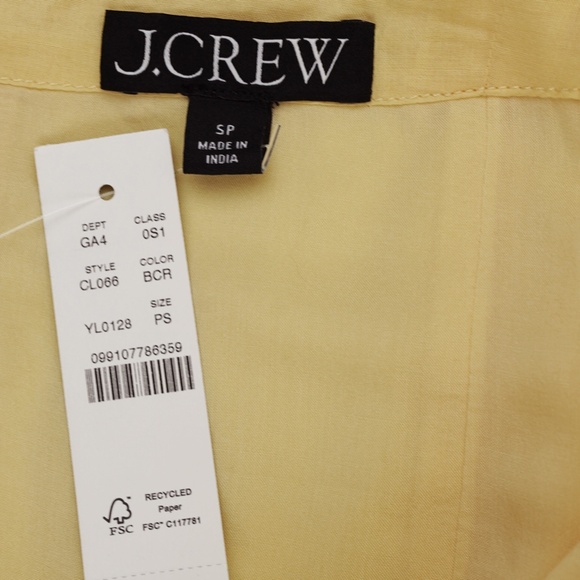 J.CREW
SP
MADE IN
INDIA
DEPT CLASS
GA4 0S1
STYLE COLOR
CL066 BCR
SIZE
YL0128 PS
099107786359
FSC
RECYCLED
Paper
FSC™ C117781